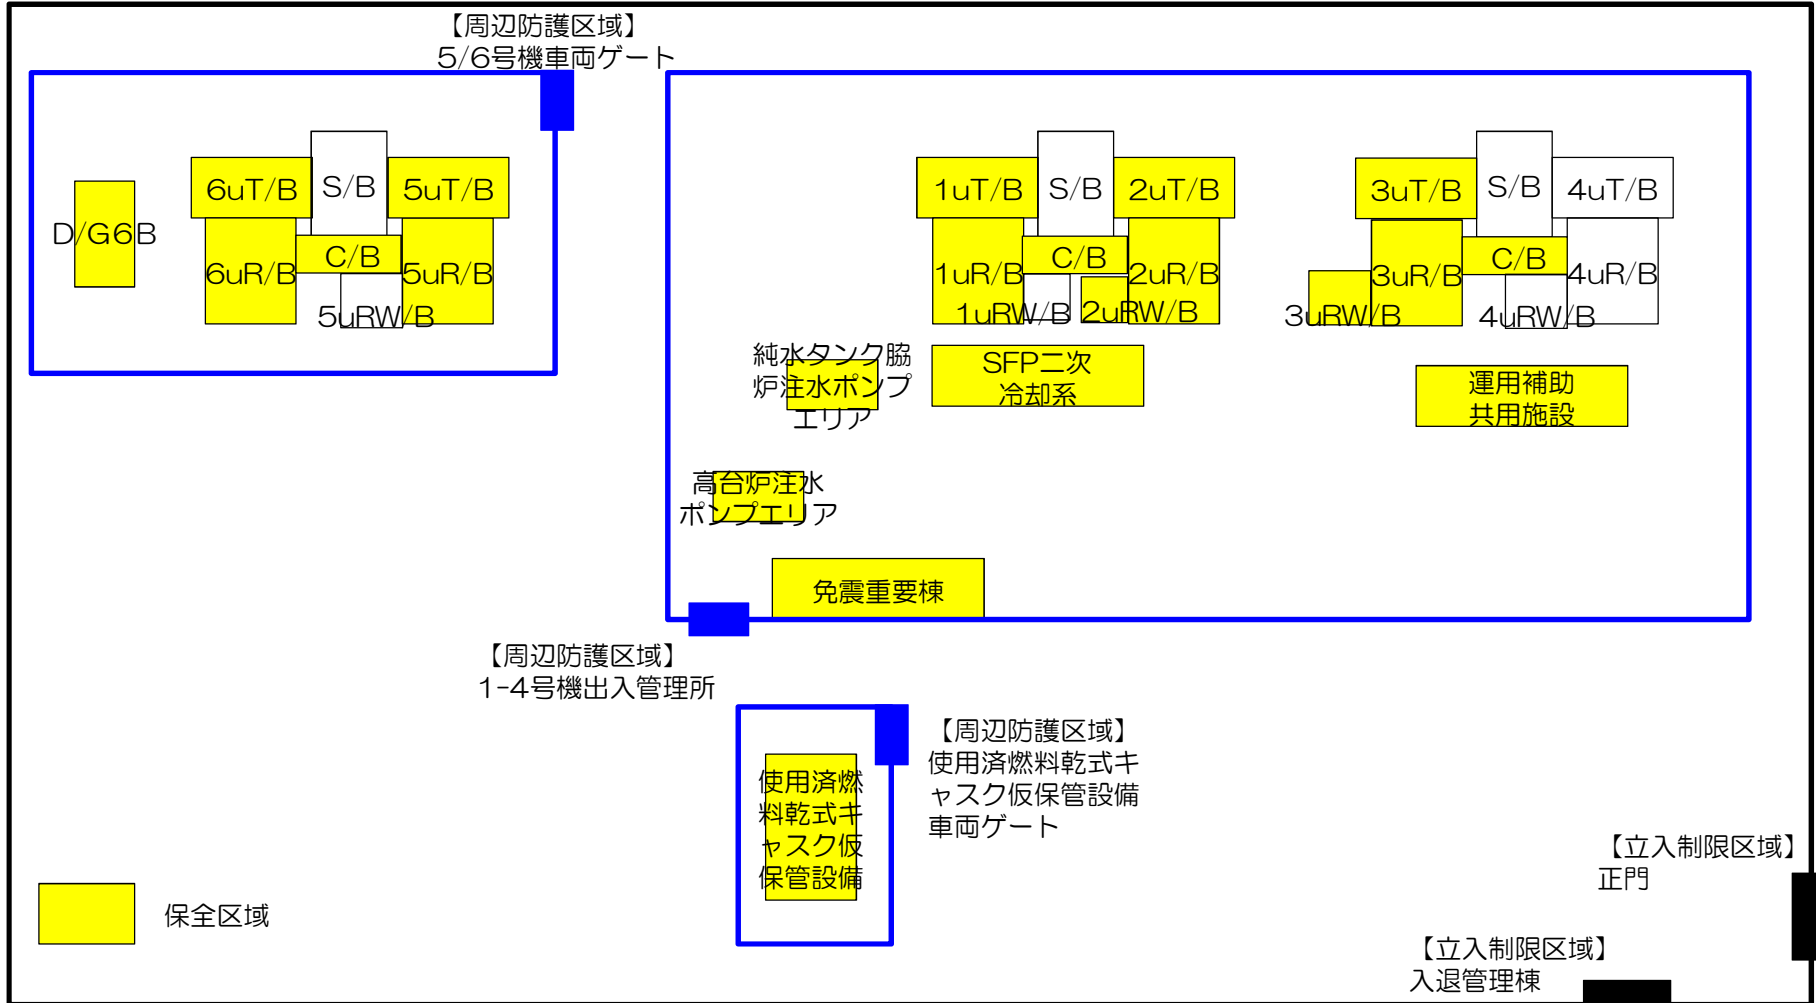 【周辺防護区域】
5/6号機車両ゲート
6uT/B
S/B
5uT/B
D/G6B
6uR/B
C/B
5uR/B
5uRW/B
1uT/B
S/B
2uT/B
1uR/B
C/B
2uR/B
1uRW/B
2uRW/B
3uT/B
S/B
4uT/B
3uR/B
C/B
4uR/B
3uRW/B
4uRW/B
純水タンク脇
炉注水ポンプ
エリア
SFP二次
冷却系
運用補助
共用施設
高台炉注水
ポンプエリア
免震重要棟
【周辺防護区域】
1-4号機出入管理所
使用済燃
料乾式キ
ャスク仮
保管設備
【周辺防護区域】
使用済燃料乾式キ
ャスク仮保管設備
車両ゲート
【立入制限区域】
正門
保全区域
【立入制限区域】
入退管理棟